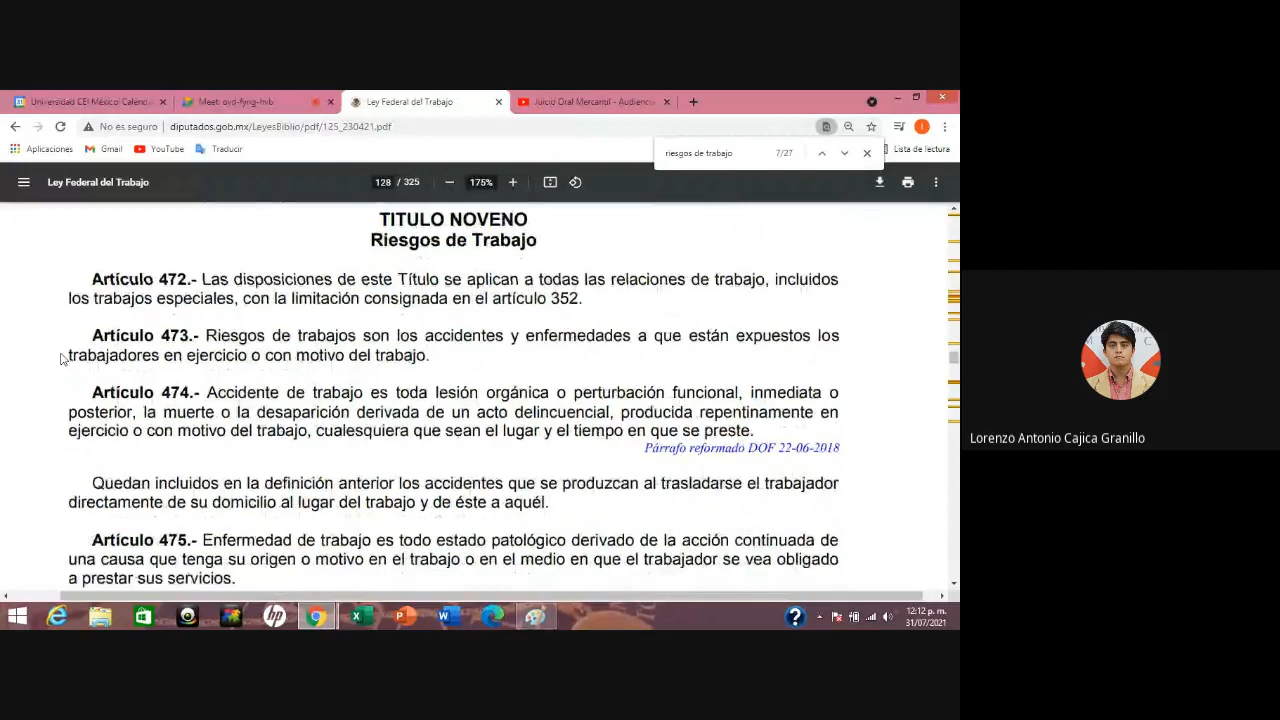 Universidad CEI México: Calenda
Meet: avd-fyng-hvb
Ley Federal del Trabajo
Juicio Oral Mercantil - Audiencia
No es seguro
diputados.gob.mx/LeyesBiblio/pdf/125_230421.pdf
riesgos de trabajo 7/27
Aplicaciones
Gmail
YouTube
Traducir
Lista de lectura
Ley Federal del Trabajo
128 / 325
175%
TITULO NOVENO
Riesgos de Trabajo
Artículo 472.- Las disposiciones de este Título se aplican a todas las relaciones de trabajo, incluidos
los trabajos especiales, con la limitación consignada en el artículo 352.
Artículo 473.- Riesgos de trabajos son los accidentes y enfermedades a que están expuestos los
trabajadores en ejercicio o con motivo del trabajo.
Artículo 474.- Accidente de trabajo es toda lesión orgánica o perturbación funcional, inmediata o
posterior, la muerte o la desaparición derivada de un acto delincuencial, producida repentinamente en
ejercicio o con motivo del trabajo, cualesquiera que sean el lugar y el tiempo en que se preste.
Párrafo reformado DOF 22-06-2018
Quedan incluidos en la definición anterior los accidentes que se produzcan al trasladarse el trabajador
directamente de su domicilio al lugar del trabajo y de éste a aquél.
Artículo 475.- Enfermedad de trabajo es todo estado patológico derivado de la acción continuada de
una causa que tenga su origen o motivo en el trabajo o en el medio en que el trabajador se vea obligado
a prestar sus servicios.
12:12 p. m.
31/07/2021
Lorenzo Antonio Cajica Granillo